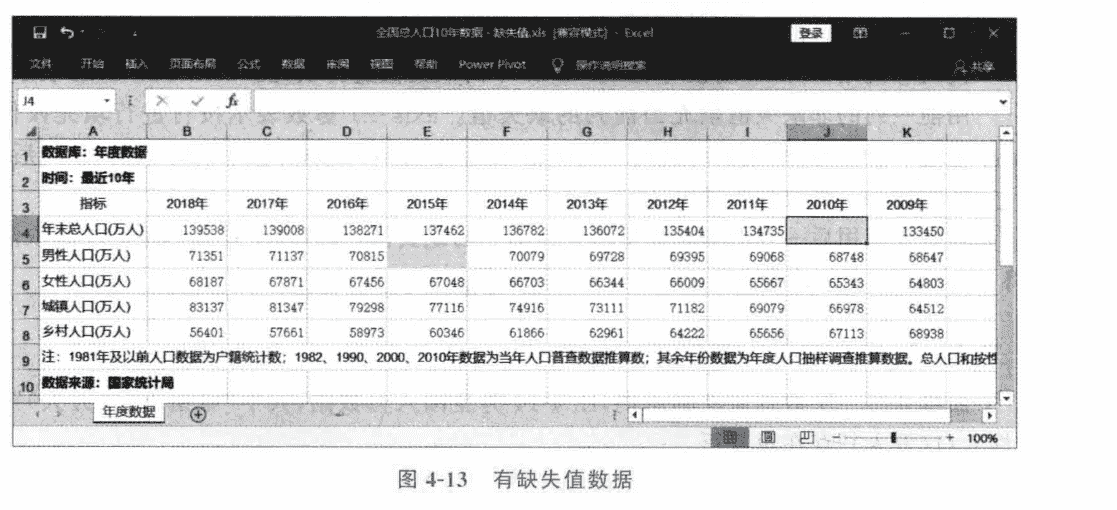 全国总人口10年数据 - 缺失值.xls [兼容模式] - Excel 登录
文件 开始 插入 页面布局 公式 数据 审阅 视图 帮助 Power Pivot 操作说明搜索 共享
J4 fx
A B C D E F G H I J K
1 数据库：年度数据
2 时间：最近10年
3 指标 2018年 2017年 2016年 2015年 2014年 2013年 2012年 2011年 2010年 2009年
4 年末总人口(万人) 139538 139008 138271 137462 136782 136072 135404 134735 133450
5 男性人口(万人) 71351 71137 70815 70079 69728 69395 69068 68748 68647
6 女性人口(万人) 68187 67871 67456 67048 66703 66344 66009 65667 65343 64803
7 城镇人口(万人) 83137 81347 79298 77116 74916 73111 71182 69079 66978 64512
8 乡村人口(万人) 56401 57661 58973 60346 61866 62961 64222 65656 67113 68938
9 注：1981年及以前人口数据为户籍统计数；1982、1990、2000、2010年数据为当年人口普查数据推算数；其余年份数据为年度人口抽样调查推算数据。总人口和按性
10 数据来源：国家统计局
年度数据
100%
图 4-13 有缺失值数据